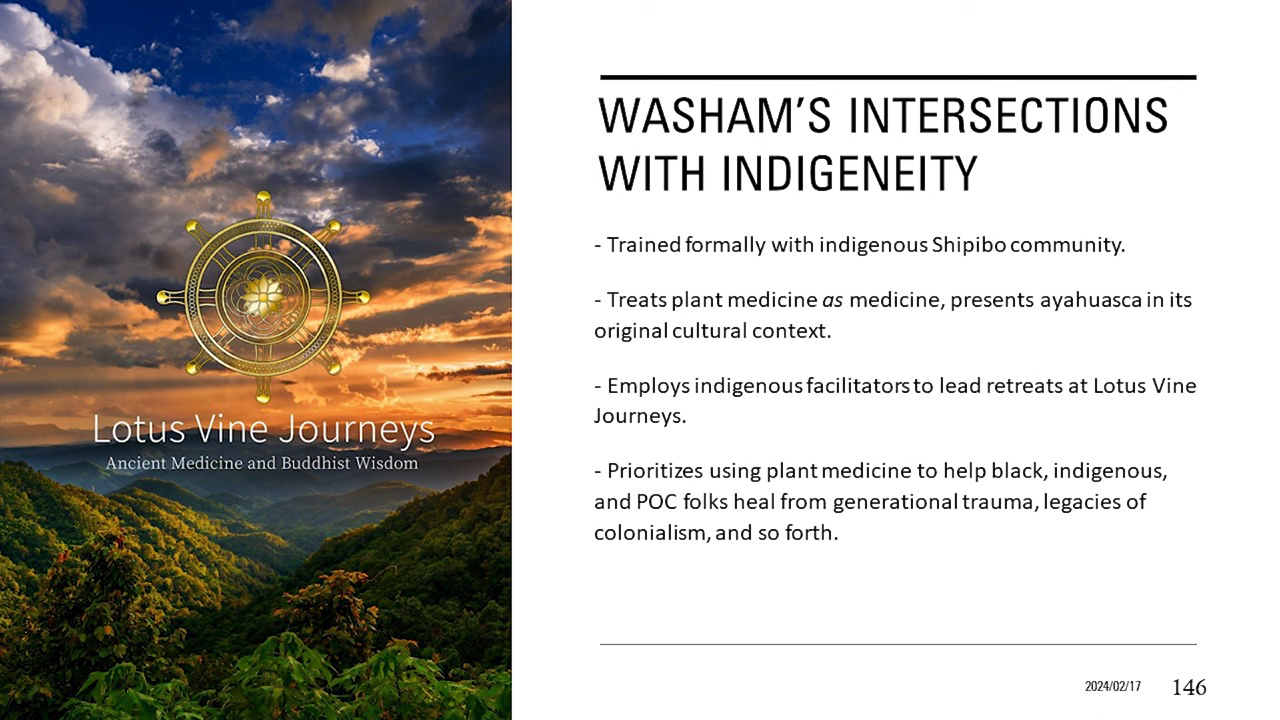 Lotus Vine Journeys
Ancient Medicine and Buddhist Wisdom
WASHAM’S INTERSECTIONS
WITH INDIGENEITY
- Trained formally with indigenous Shipibo community.
- Treats plant medicine as medicine, presents ayahuasca in its
original cultural context.
- Employs indigenous facilitators to lead retreats at Lotus Vine
Journeys.
- Prioritizes using plant medicine to help black, indigenous,
and POC folks heal from generational trauma, legacies of
colonialism, and so forth.
2024/02/17
146